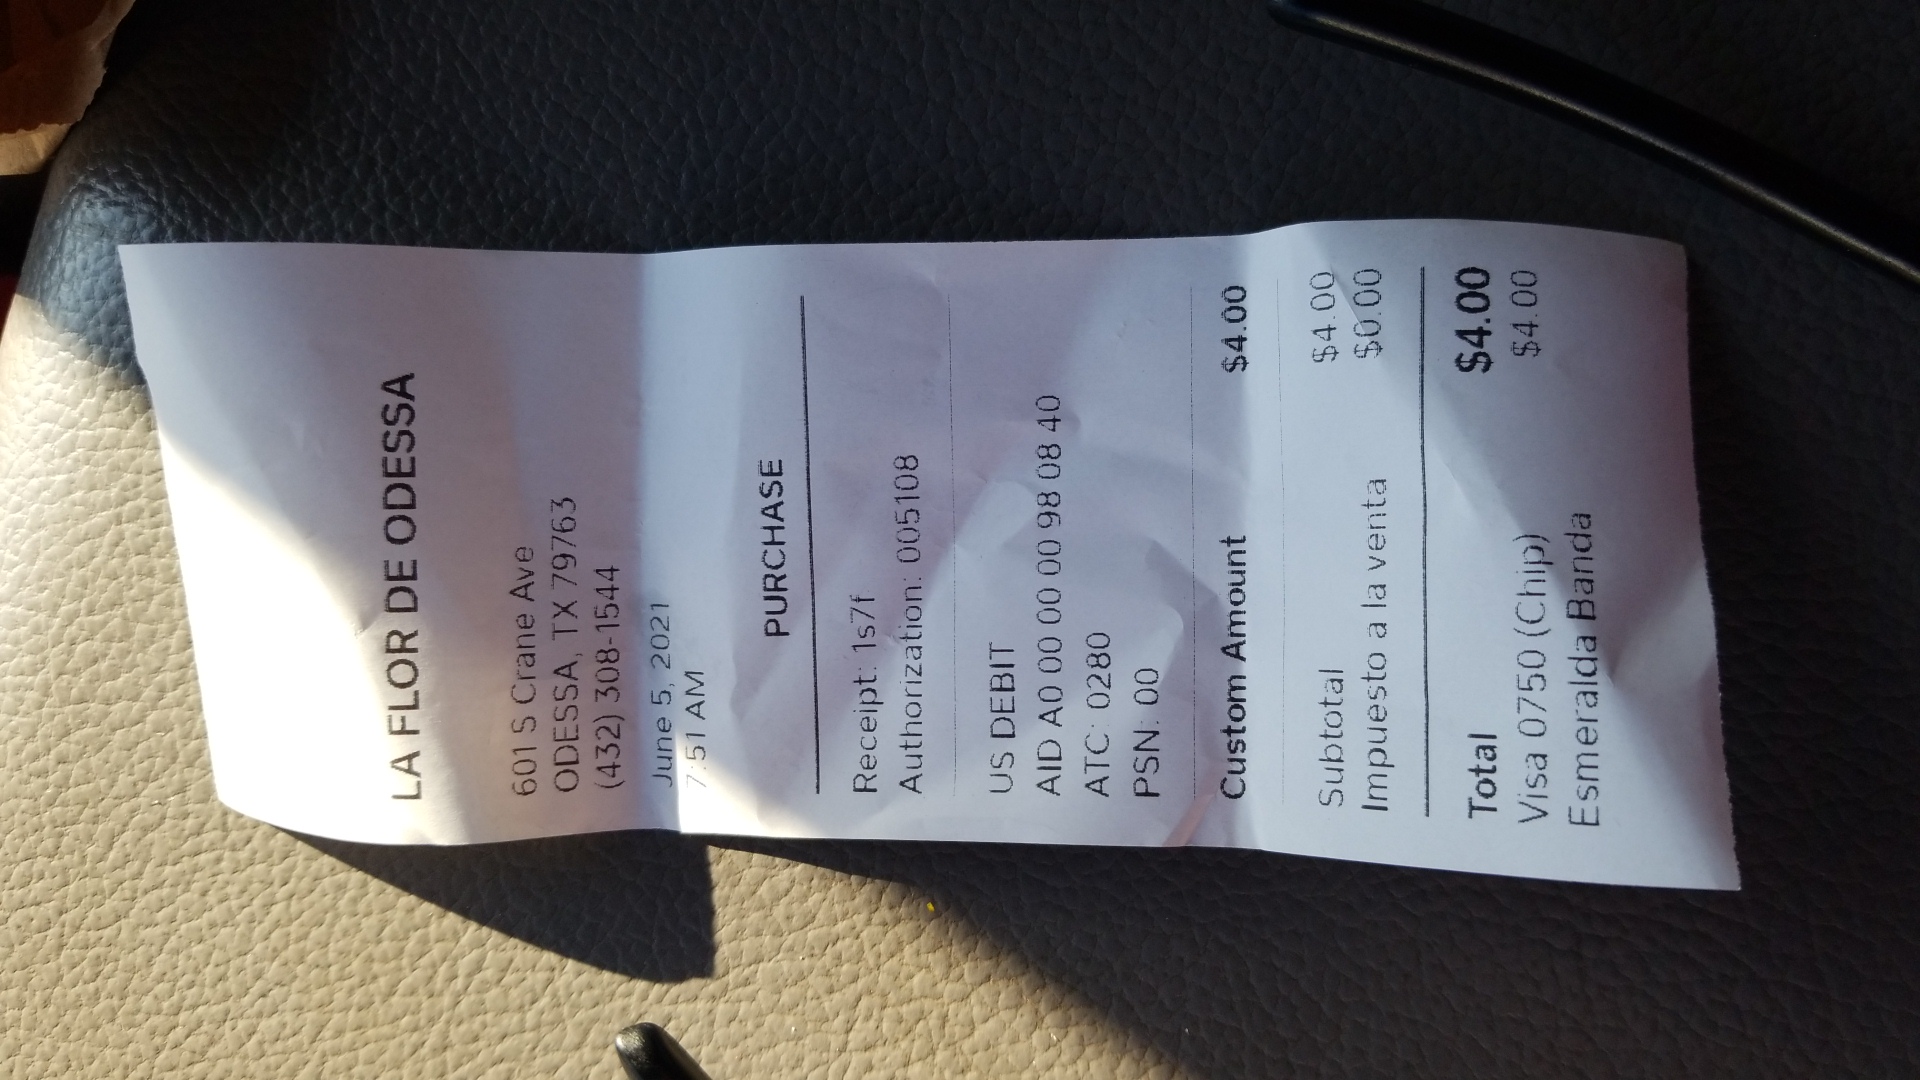 LA FLOR DE ODESSA
601 S Crane Ave
ODESSA, TX 79763
(432) 308-1544
June 5, 2021
7:51 AM
PURCHASE
Receipt: 1s7f
Authorization: 005108
US DEBIT
AID A0 00 00 00 98 08 40
ATC: 0280
PSN: 00
Custom Amount $4.00
Subtotal $4.00
Impuesto a la venta $0.00
Total $4.00
Visa 0750 (Chip) $4.00
Esmeralda Banda